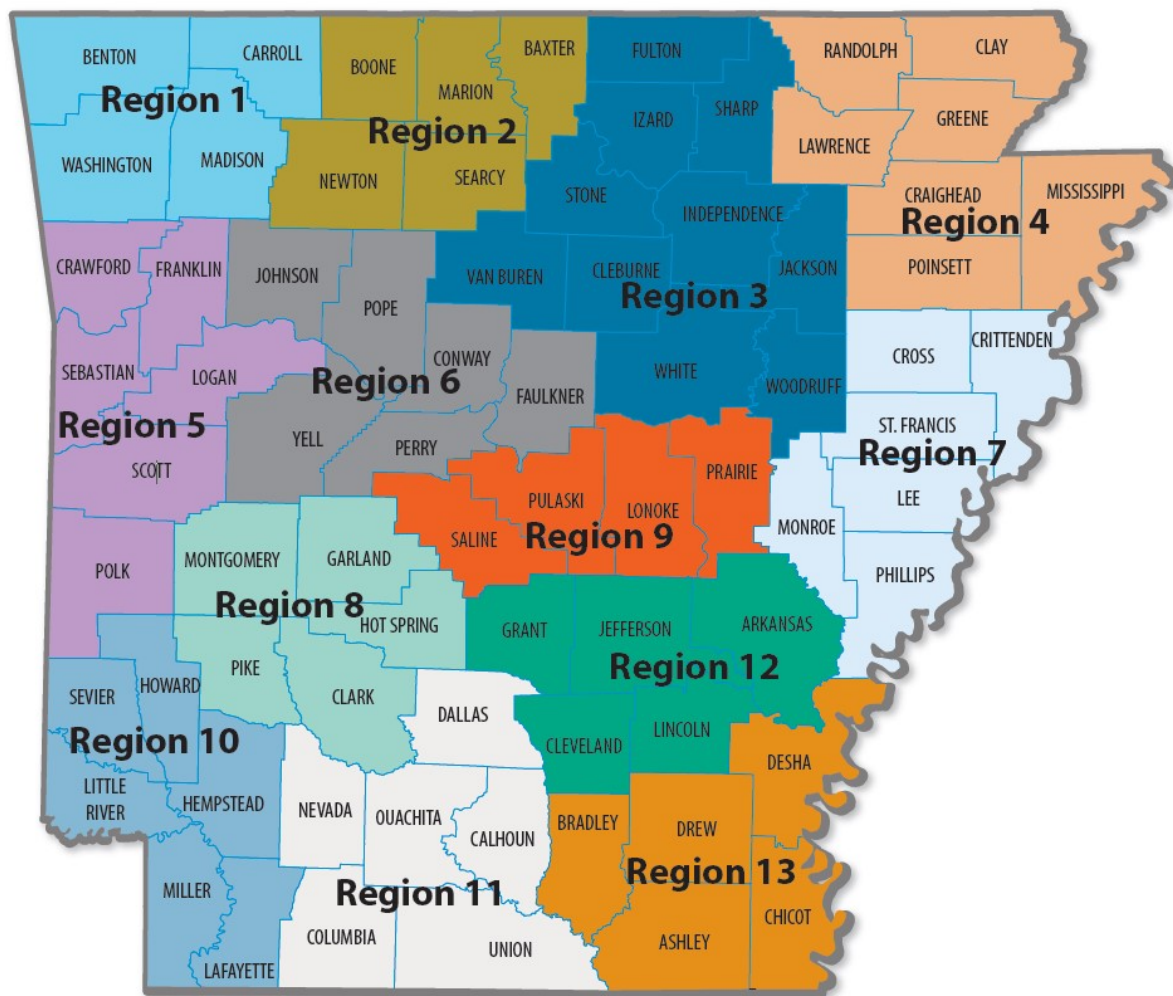 BENTON
CARROLL
Region 1
WASHINGTON
MADISON
BOONE
MARION
BAXTER
Region 2
NEWTON
SEARCY
FULTON
SHARP
IZARD
STONE
INDEPENDENCE
VAN BUREN
CLEBURNE
JACKSON
Region 3
WHITE
WOODRUFF
RANDOLPH
CLAY
GREENE
LAWRENCE
CRAIGHEAD
MISSISSIPPI
Region 4
POINSETT
CRAWFORD
FRANKLIN
SEBASTIAN
LOGAN
Region 5
SCOTT
POLK
JOHNSON
POPE
CONWAY
Region 6
FAULKNER
YELL
PERRY
CROSS
CRITTENDEN
ST. FRANCIS
Region 7
LEE
MONROE
PHILLIPS
MONTGOMERY
GARLAND
Region 8
HOT SPRING
PIKE
CLARK
PULASKI
LONOKE
PRAIRIE
SALINE
Region 9
SEVIER
HOWARD
Region 10
LITTLE
RIVER
HEMPSTEAD
MILLER
LAFAYETTE
DALLAS
NEVADA
OUACHITA
CALHOUN
Region 11
COLUMBIA
UNION
GRANT
JEFFERSON
ARKANSAS
Region 12
CLEVELAND
LINCOLN
DESHA
BRADLEY
DREW
Region 13
CHICOT
ASHLEY